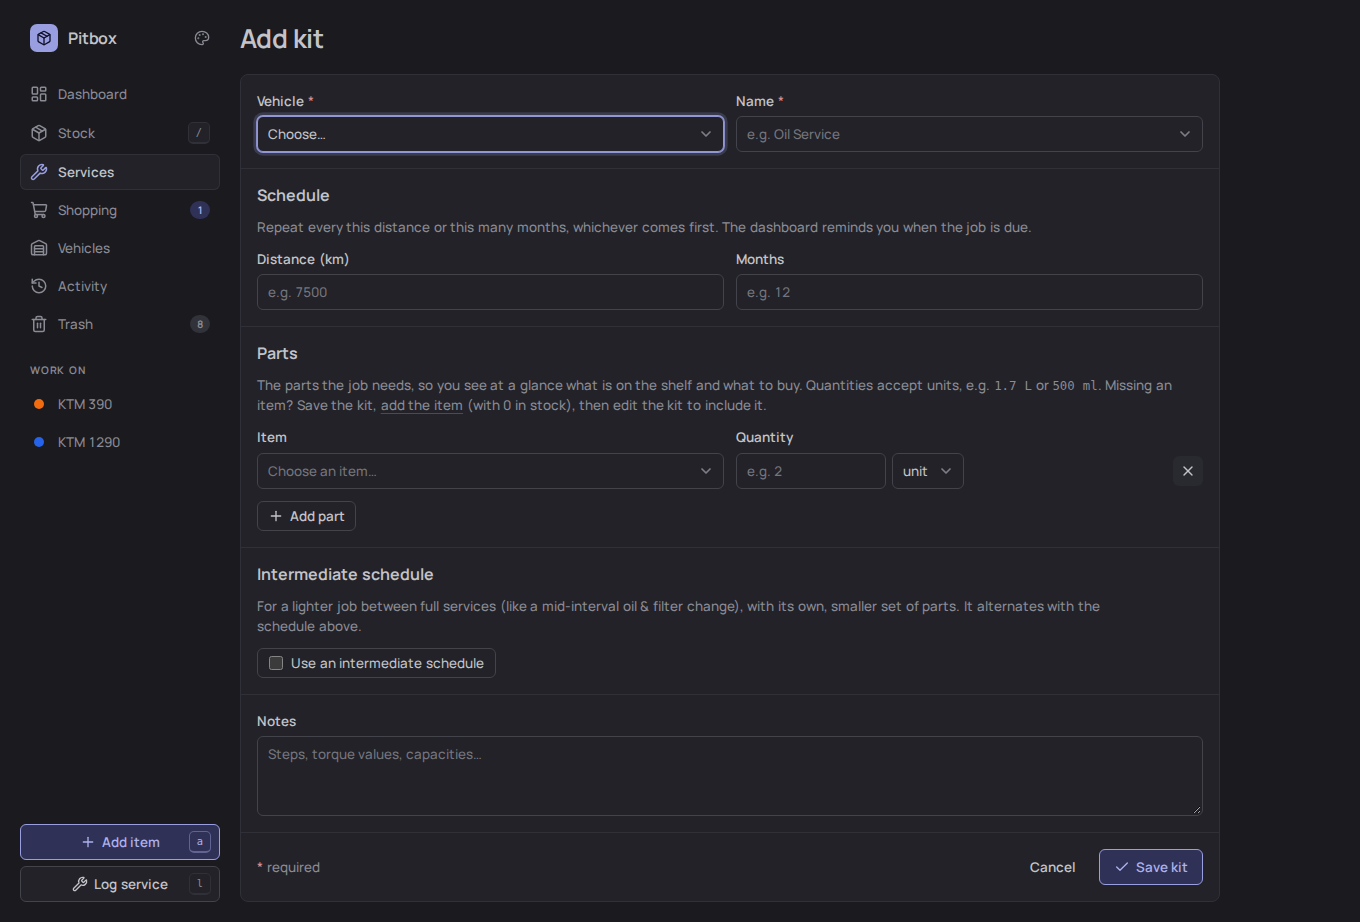 Pitbox
Dashboard
Stock /
Services
Shopping 1
Vehicles
Activity
Trash 8
WORK ON
KTM 390
KTM 1290
Add item a
Log service l
Add kit
Vehicle * Name *
Choose... e.g. Oil Service
Schedule
Repeat every this distance or this many months, whichever comes first. The dashboard reminds you when the job is due.
Distance (km) Months
e.g. 7500 e.g. 12
Parts
The parts the job needs, so you see at a glance what is on the shelf and what to buy. Quantities accept units, e.g. 1.7 L or 500 ml. Missing an
item? Save the kit, add the item (with 0 in stock), then edit the kit to include it.
Item Quantity
Choose an item... e.g. 2 unit
Add part
Intermediate schedule
For a lighter job between full services (like a mid-interval oil & filter change), with its own, smaller set of parts. It alternates with the
schedule above.
Use an intermediate schedule
Notes
Steps, torque values, capacities...
* required Cancel Save kit